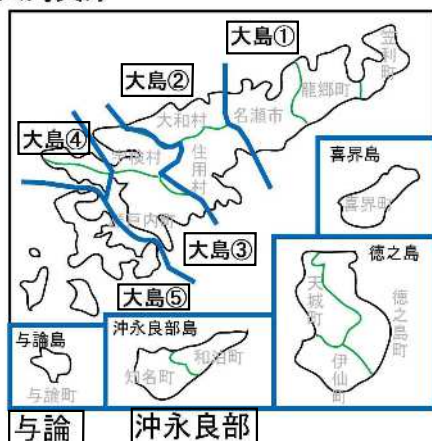 大島①
笠利町
大島②
龍郷町
大和村
名瀬市
大島④
宇検村
住用村
喜界島
喜界町
瀬戸内町
大島③
徳之島
天城町
徳之島町
大島⑤
伊仙町
与論島
沖永良部島
和泊町
知名町
与論町
与論
沖永良部